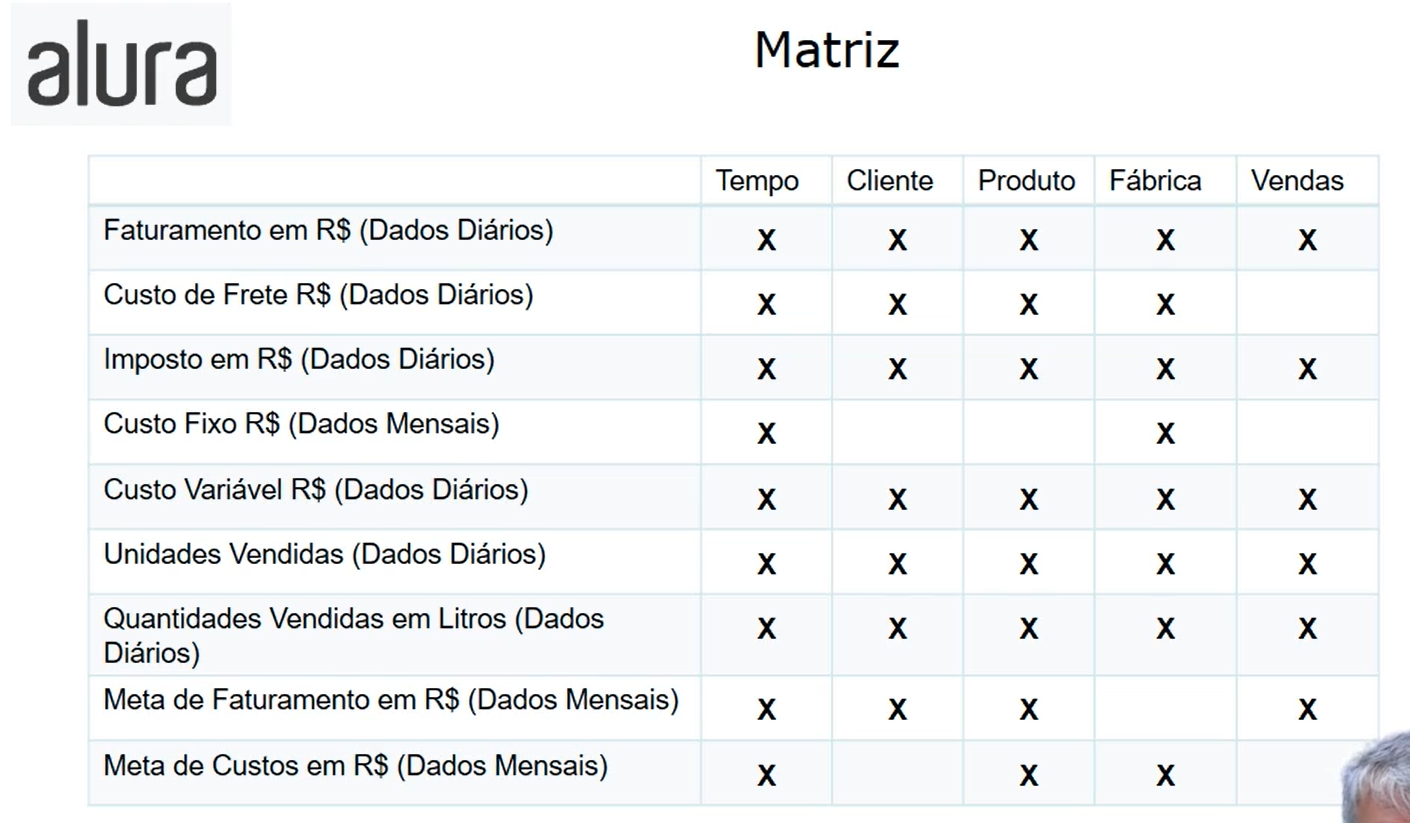 alura
Matriz
Tempo Cliente Produto Fábrica Vendas
Faturamento em R$ (Dados Diários) X X X X X
Custo de Frete R$ (Dados Diários) X X X X
Imposto em R$ (Dados Diários) X X X X X
Custo Fixo R$ (Dados Mensais) X X
Custo Variável R$ (Dados Diários) X X X X X
Unidades Vendidas (Dados Diários) X X X X X
Quantidades Vendidas em Litros (Dados X X X X X
Diários)
Meta de Faturamento em R$ (Dados Mensais) X X X X
Meta de Custos em R$ (Dados Mensais) X X X